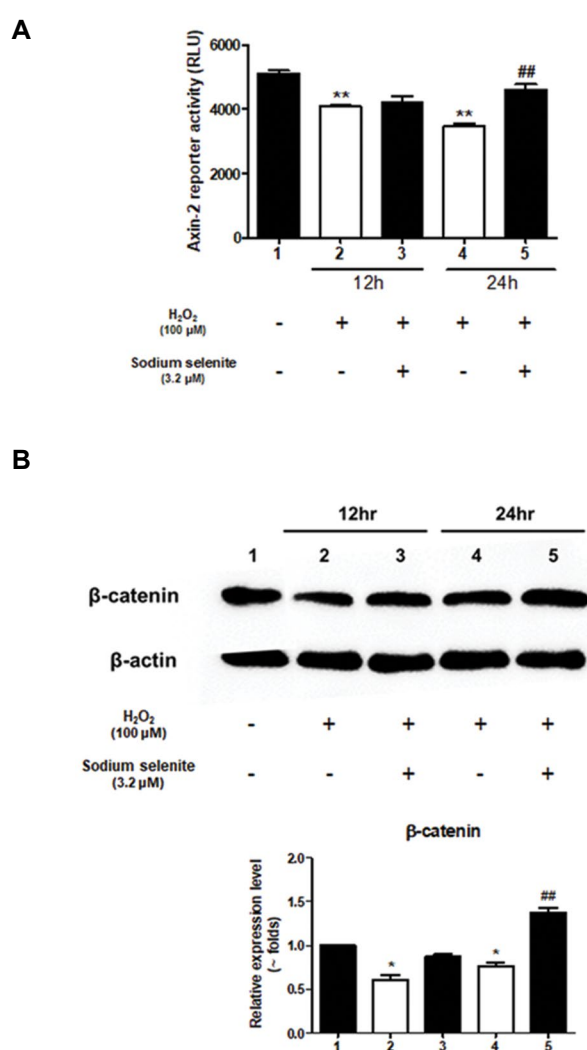 A
Axin-2 reporter activity (RLU)
6000
4000
2000
0
** ** ##
1 2 3 4 5
12h 24h
H₂O₂
(100 µM)
- + + + +
Sodium selenite
(3.2 µM)
- - + - +
B
12hr 24hr
1 2 3 4 5
β-catenin
β-actin
H₂O₂
(100 µM)
- + + + +
Sodium selenite
(3.2 µM)
- - + - +
β-catenin
Relative expression level
(~ folds)
2.0
1.5
1.0
0.5
0.0
* * ##
1 2 3 4 5